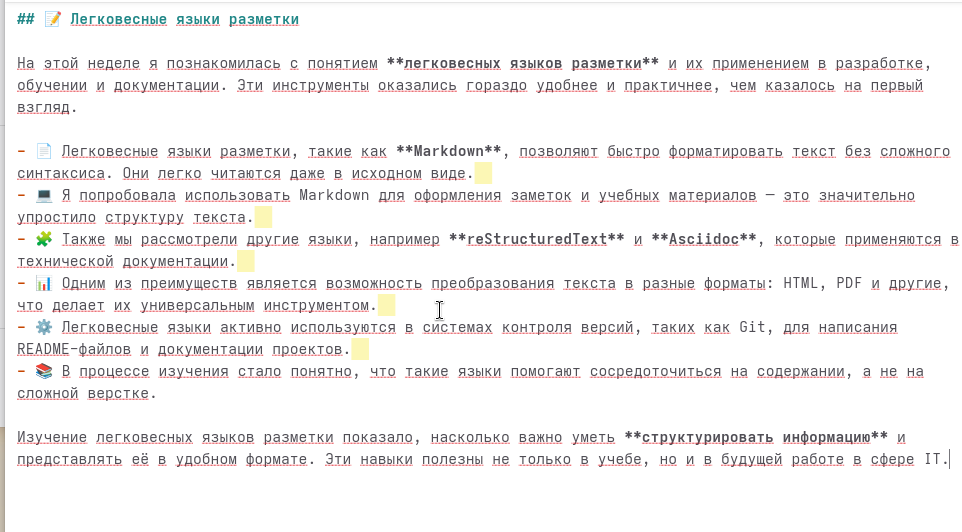 ## 📝 Легковесные языки разметки
На этой неделе я познакомилась с понятием **легковесных языков разметки** и их применением в разработке,
обучении и документации. Эти инструменты оказались гораздо удобнее и практичнее, чем казалось на первый
взгляд.
- 📄 Легковесные языки разметки, такие как **Markdown**, позволяют быстро форматировать текст без сложного
синтаксиса. Они легко читаются даже в исходном виде.
- 💻 Я попробовала использовать Markdown для оформления заметок и учебных материалов — это значительно
упростило структуру текста.
- 🧩 Также мы рассмотрели другие языки, например **reStructuredText** и **Asciidoc**, которые применяются в
технической документации.
- 📊 Одним из преимуществ является возможность преобразования текста в разные форматы: HTML, PDF и другие,
что делает их универсальным инструментом.
- ⚙️ Легковесные языки активно используются в системах контроля версий, таких как Git, для написания
README-файлов и документации проектов.
- 📚 В процессе изучения стало понятно, что такие языки помогают сосредоточиться на содержании, а не на
сложной верстке.
Изучение легковесных языков разметки показало, насколько важно уметь **структурировать информацию** и
представлять её в удобном формате. Эти навыки полезны не только в учебе, но и в будущей работе в сфере IT.